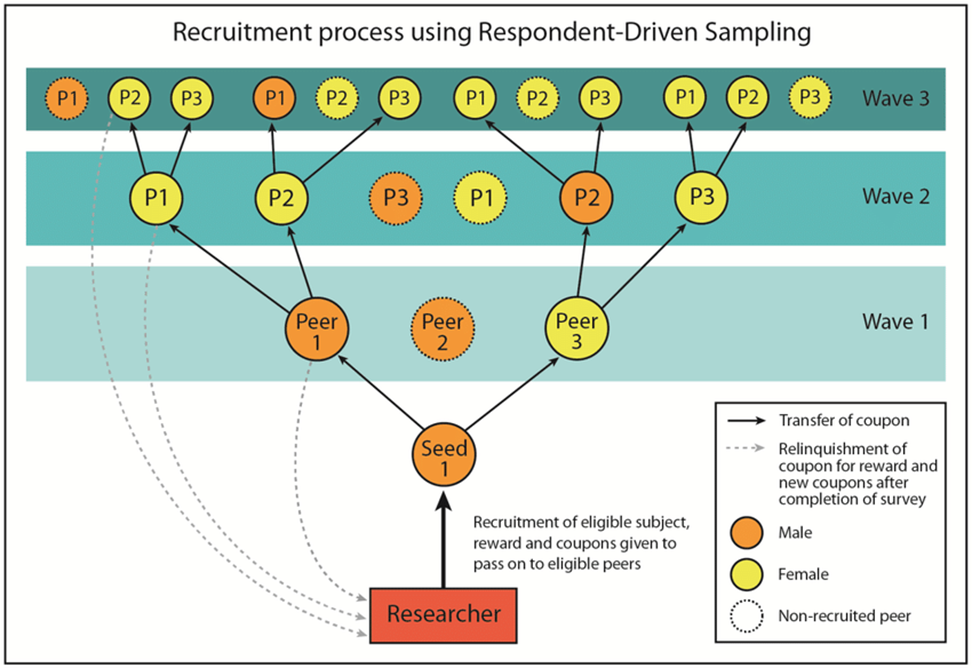 Recruitment process using Respondent-Driven Sampling
P1 P2 P3 P1 P2 P3 P1 P2 P3 P1 P2 P3 Wave 3
P1 P2 P3 P1 P2 P3 Wave 2
Peer
1
Peer
2
Peer
3
Wave 1
Seed
1
Recruitment of eligible subject,
reward and coupons given to
pass on to eligible peers
Researcher
Transfer of coupon
Relinquishment of
coupon for reward and
new coupons after
completion of survey
Male
Female
Non-recruited peer